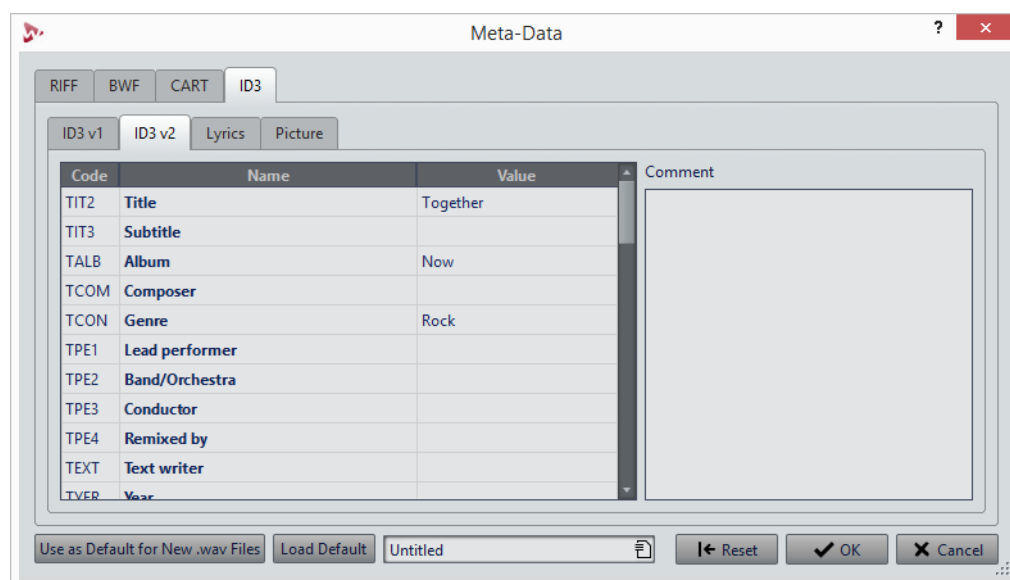 Meta-Data ?
RIFF BWF CART ID3
ID3 v1 ID3 v2 Lyrics Picture
Code Name Value Comment
TIT2 Title Together
TIT3 Subtitle
TALB Album Now
TCOM Composer
TCON Genre Rock
TPE1 Lead performer
TPE2 Band/Orchestra
TPE3 Conductor
TPE4 Remixed by
TEXT Text writer
TYER Year
Use as Default for New .wav Files Load Default Untitled Reset OK Cancel